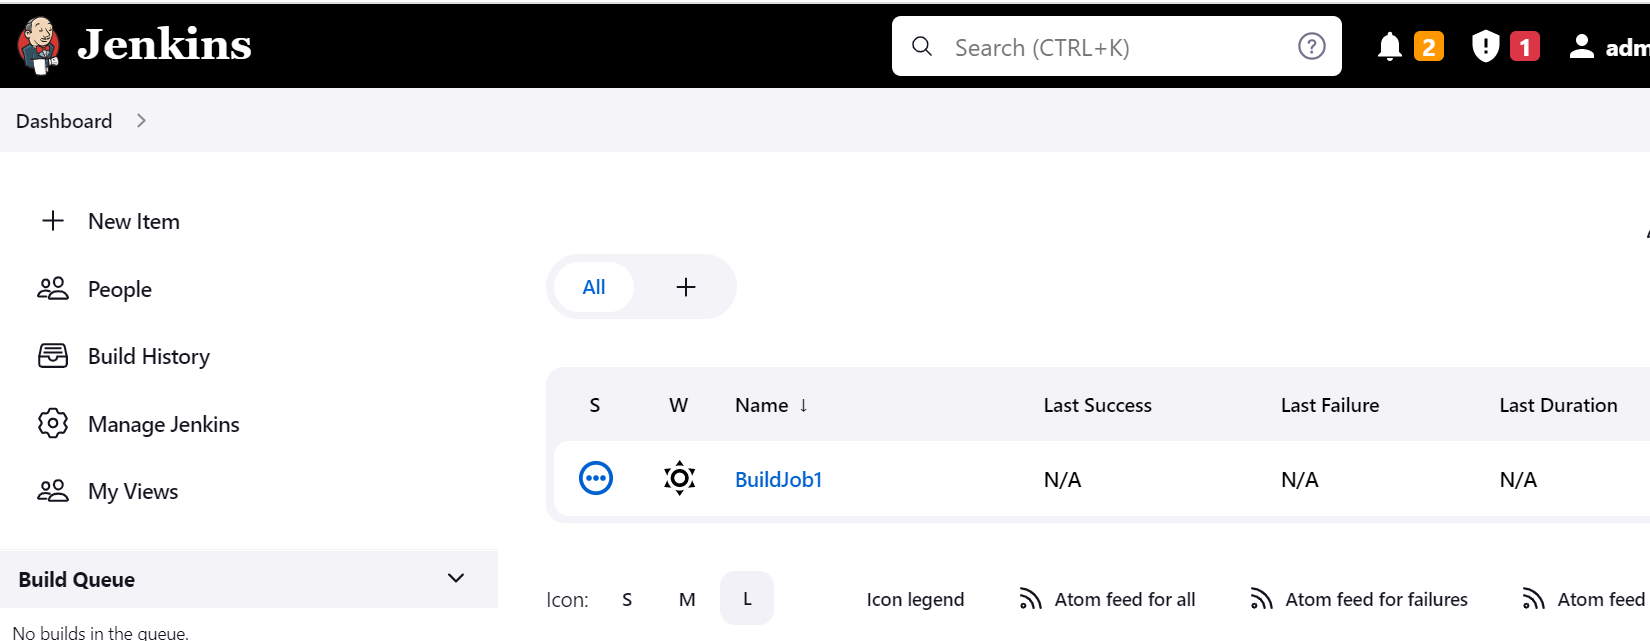 Jenkins
Search (CTRL+K)
?
2
1
adm
Dashboard
New Item
People
Build History
Manage Jenkins
My Views
Build Queue
No builds in the queue.
All
S W Name ↓ Last Success Last Failure Last Duration
BuildJob1 N/A N/A N/A
Icon: S M L Icon legend Atom feed for all Atom feed for failures Atom feed